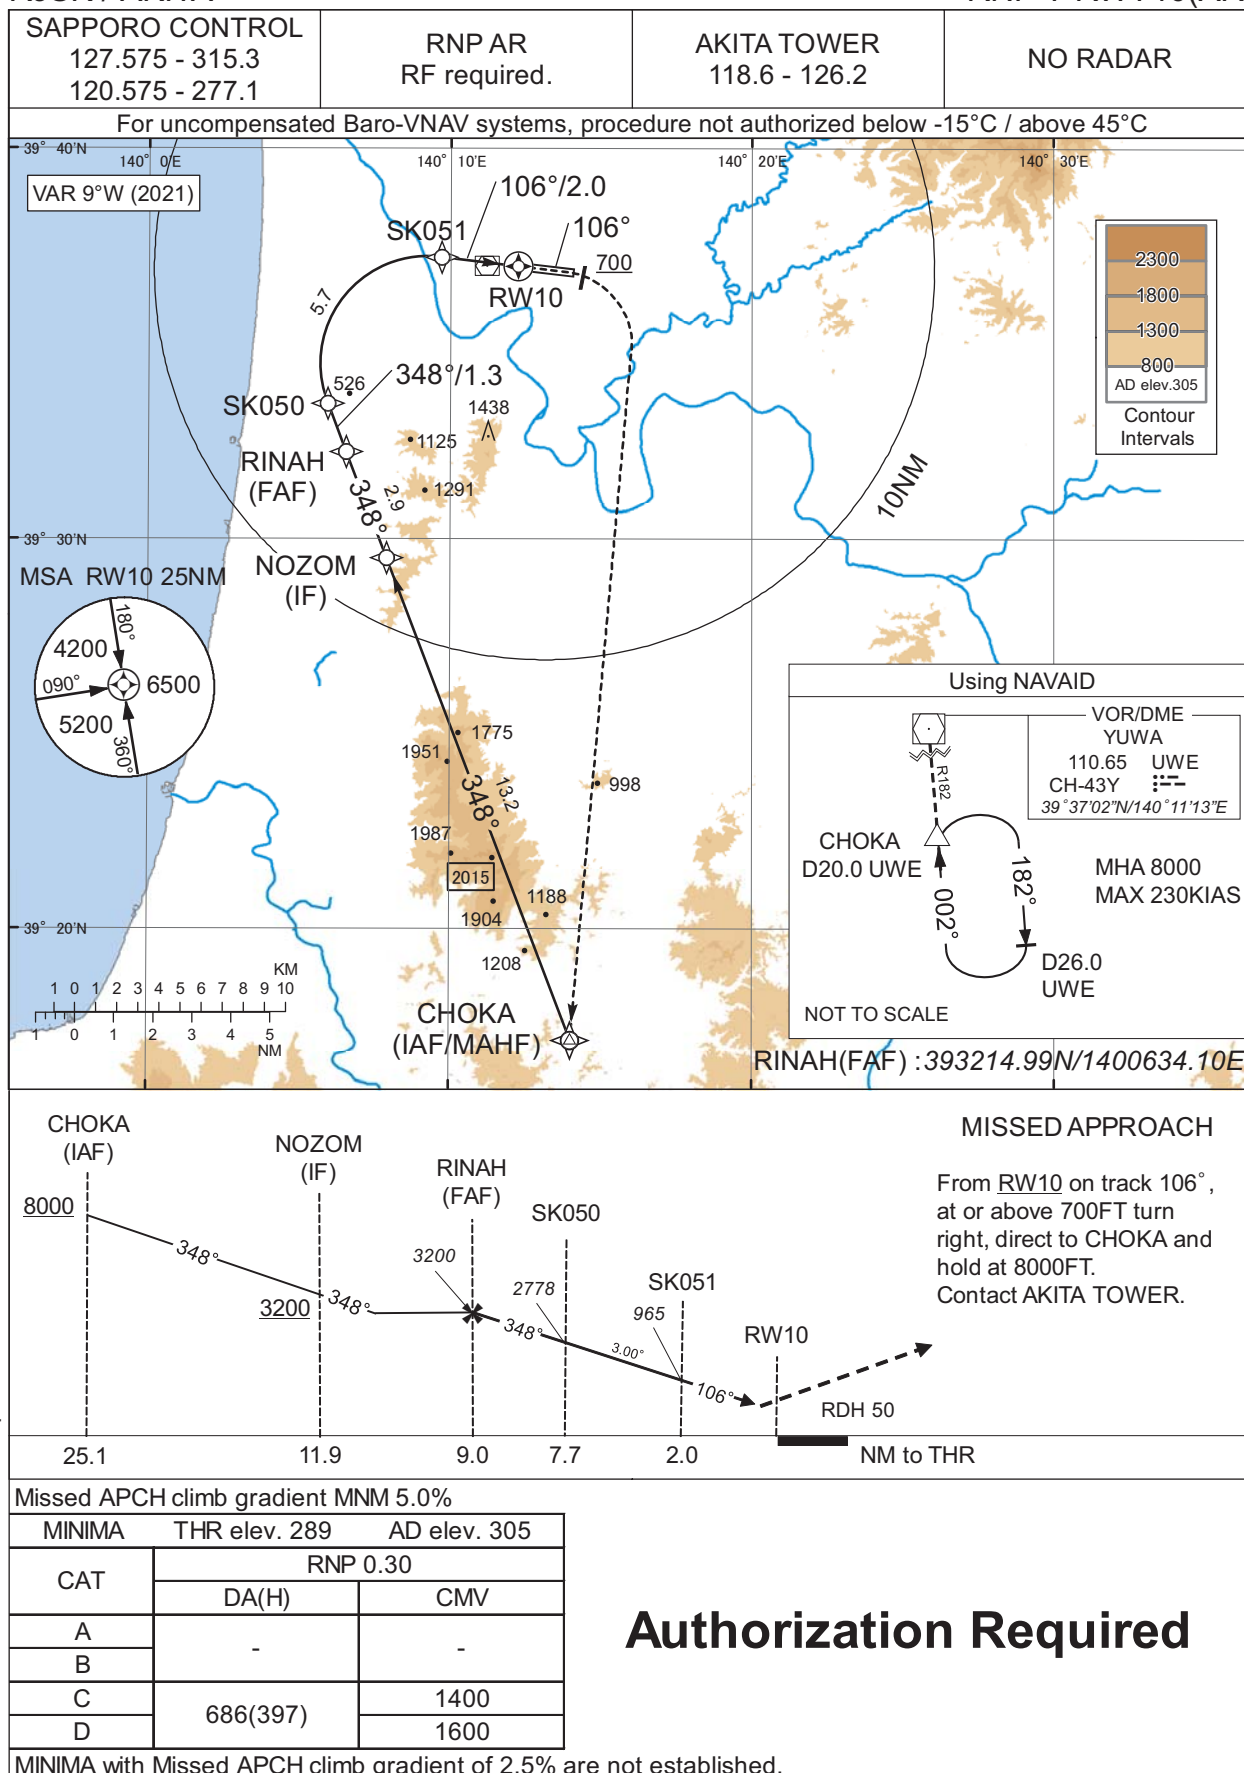 SAPPORO CONTROL
127.575 - 315.3
120.575 - 277.1
RNP AR
RF required.
AKITA TOWER
118.6 - 126.2
NO RADAR
For uncompensated Baro-VNAV systems, procedure not authorized below -15°C / above 45°C
39° 40'N
140° 0'E
140° 10'E
140° 20'E
140° 30'E
VAR 9°W (2021)
106°/2.0
SK051
106°
700
RW10
5.7
2300
1800
1300
800
AD elev.305
Contour
Intervals
526
348°/1.3
SK050
1438
1125
RINAH
(FAF)
348°
2.9
1291
10NM
39° 30'N
NOZOM
(IF)
MSA RW10 25NM
180°
4200
090°
6500
5200
360°
Using NAVAID
VOR/DME
YUWA
110.65 UWE
CH-43Y
39°37'02"N/140°11'13"E
R182
CHOKA
D20.0 UWE
182°
002°
MHA 8000
MAX 230KIAS
D26.0
UWE
NOT TO SCALE
1775
1951
348°
13.2
998
1987
2015
1188
1904
39° 20'N
1208
KM
1 0 1 2 3 4 5 6 7 8 9 10
1 0 1 2 3 4 5
NM
CHOKA
(IAF/MAHF)
RINAH(FAF) :393214.99N/1400634.10E
CHOKA
(IAF)
NOZOM
(IF)
RINAH
(FAF)
SK050
SK051
RW10
8000
348°
3200
348°
3200
348°
2778
3.00°
965
106°
RDH 50
25.1
11.9
9.0
7.7
2.0
NM to THR
MISSED APPROACH
From RW10 on track 106°,
at or above 700FT turn
right, direct to CHOKA and
hold at 8000FT.
Contact AKITA TOWER.
Missed APCH climb gradient MNM 5.0%
MINIMA THR elev. 289 AD elev. 305
CAT
RNP 0.30
DA(H) CMV
A
B
- -
C
D
686(397)
1400
1600
Authorization Required
MINIMA with Missed APCH climb gradient of 2.5% are not established.